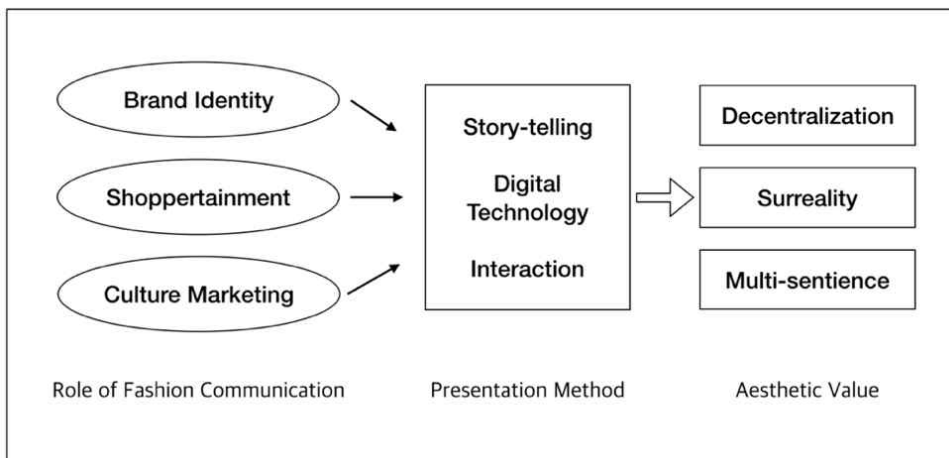 Brand Identity
Shoppertainment
Culture Marketing
Story-telling
Digital
Technology
Interaction
Decentralization
Surreality
Multi-sentience
Role of Fashion Communication
Presentation Method
Aesthetic Value